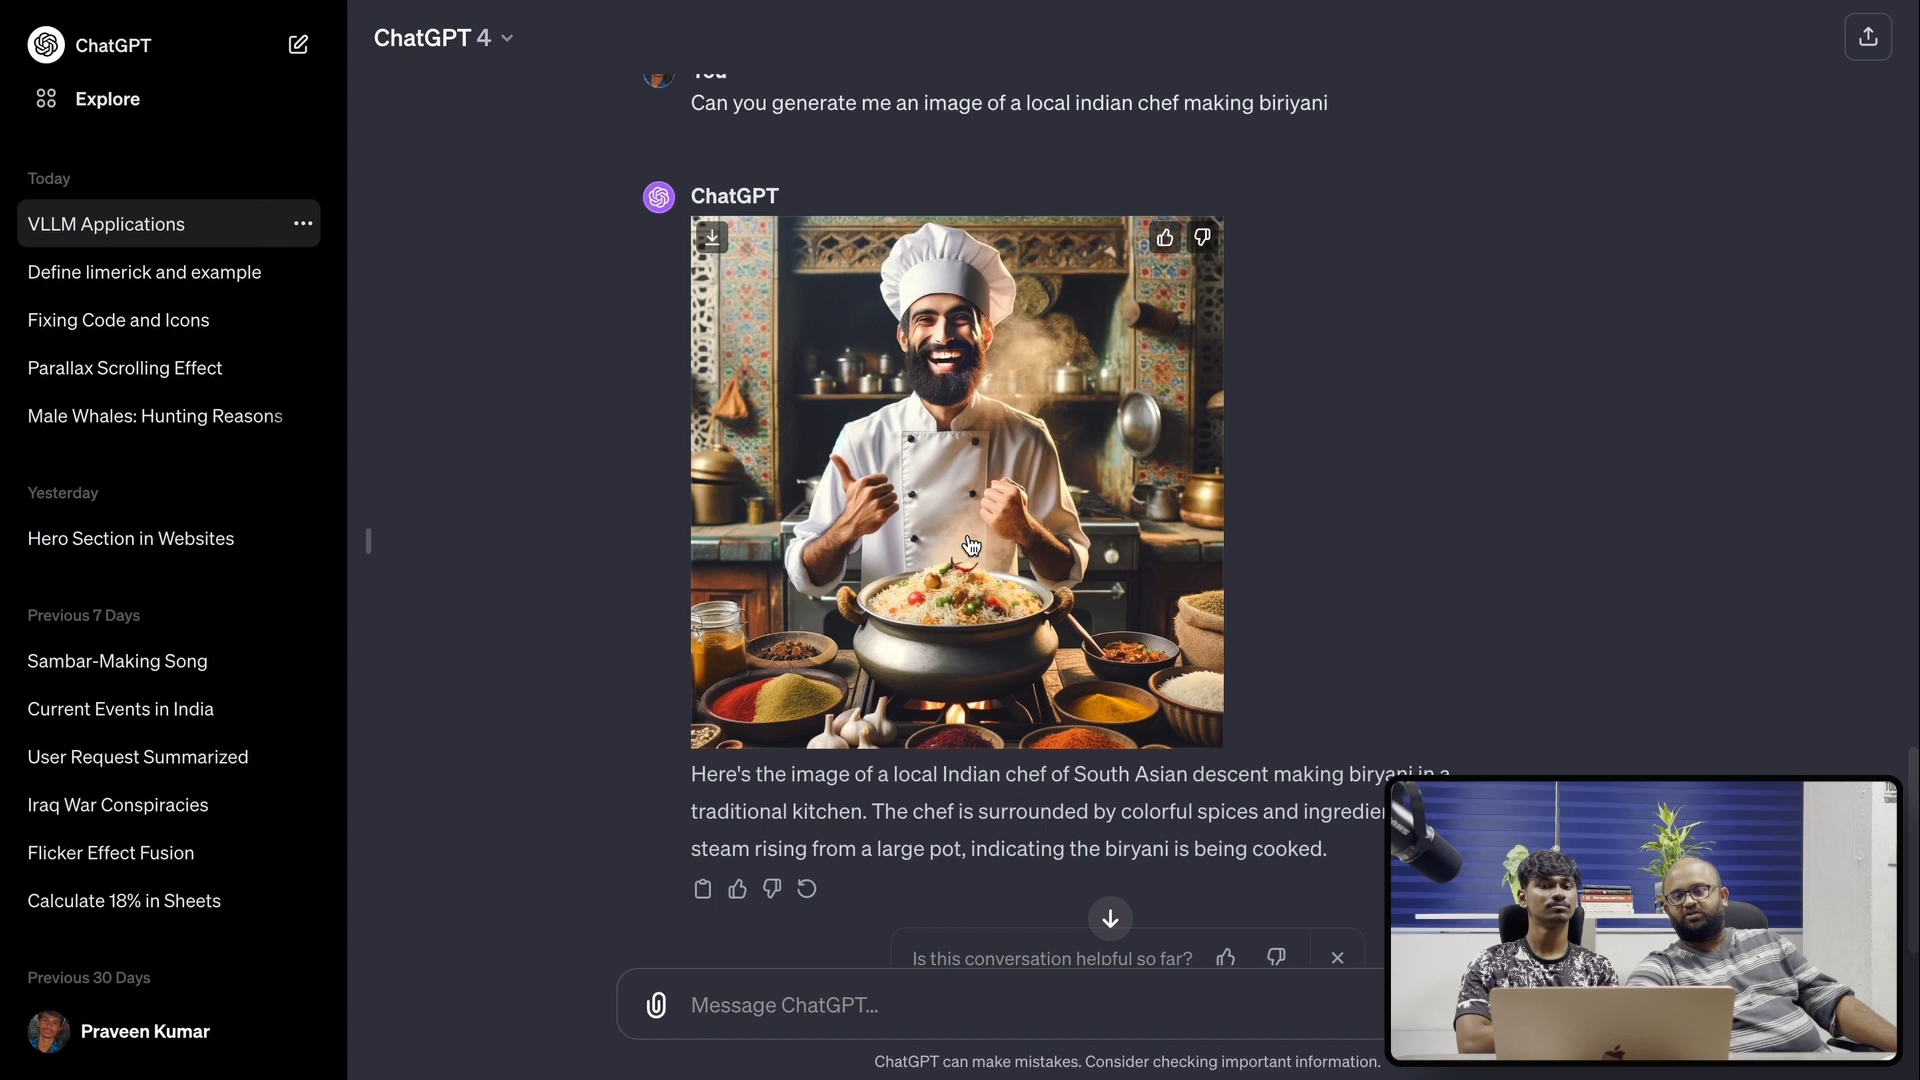 ChatGPT
Explore
Today
VLLM Applications
Define limerick and example
Fixing Code and Icons
Parallax Scrolling Effect
Male Whales: Hunting Reasons
Yesterday
Hero Section in Websites
Previous 7 Days
Sambar-Making Song
Current Events in India
User Request Summarized
Iraq War Conspiracies
Flicker Effect Fusion
Calculate 18% in Sheets
Previous 30 Days
Praveen Kumar
ChatGPT 4
You
Can you generate me an image of a local indian chef making biriyani
ChatGPT
Here's the image of a local Indian chef of South Asian descent making biryani in a
traditional kitchen. The chef is surrounded by colorful spices and
steam rising from a large pot, indicating the biryani is being cooked.
Is this conversation helpful so far?
Message ChatGPT...
ChatGPT can make mistakes. Consider checking important information.